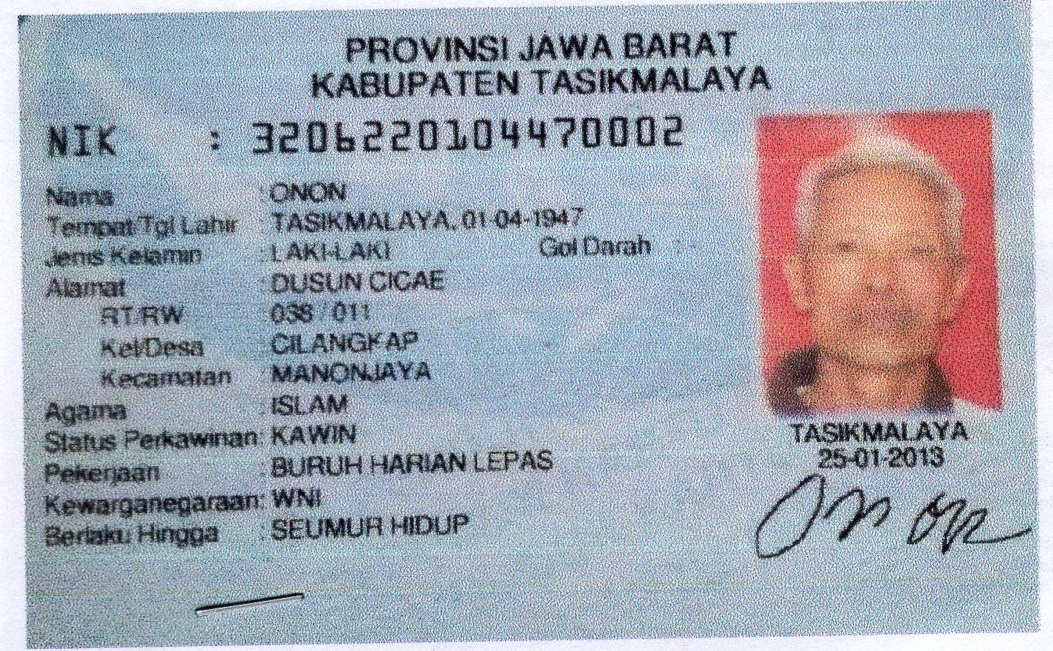 PROVINSI JAWA BARAT
KABUPATEN TASIKMALAYA
NIK : 3206220104470002
Nama : ONON
Tempat/Tgl Lahir : TASIKMALAYA, 01-04-1947
Jenis Kelamin : LAKI-LAKI Gol Darah : -
Alamat : DUSUN CICAE
RT/RW : 038 / 011
Kel/Desa : CILANGKAP
Kecamatan : MANONJAYA
Agama : ISLAM
Status Perkawinan: KAWIN
Pekerjaan : BURUH HARIAN LEPAS
Kewarganegaraan: WNI
Berlaku Hingga : SEUMUR HIDUP
TASIKMALAYA
25-01-2013
Onon